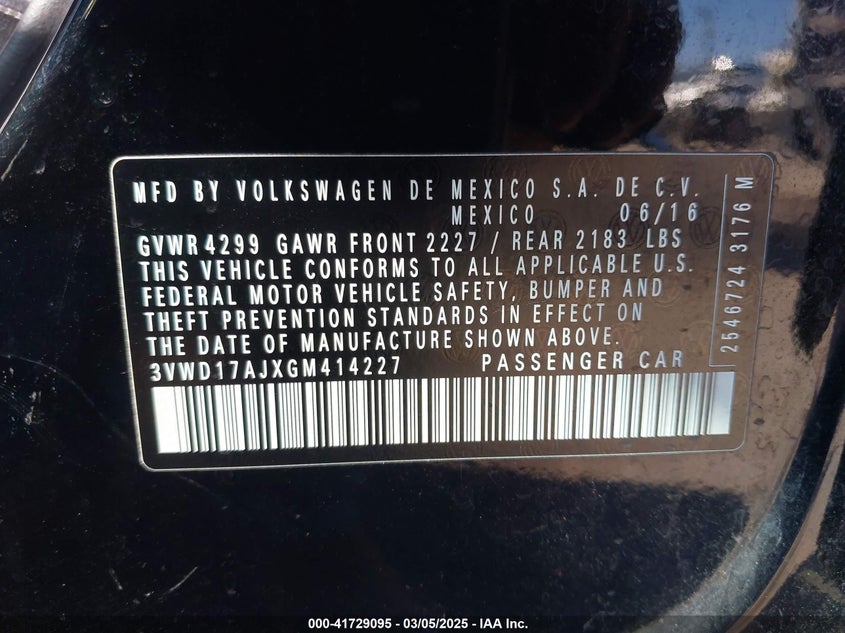 MFD BY VOLKSWAGEN DE MEXICO S.A. DE C.V.
MEXICO 06/16
GVWR 4299 GAWR FRONT 2227 / REAR 2183 LBS
THIS VEHICLE CONFORMS TO ALL APPLICABLE U.S.
FEDERAL MOTOR VEHICLE SAFETY, BUMPER AND
THEFT PREVENTION STANDARDS IN EFFECT ON
THE DATE OF MANUFACTURE SHOWN ABOVE.
3VWD17AJXGM414227 PASSENGER CAR
2546724 3176 M
000-41729095 - 03/05/2025 - IAA Inc.